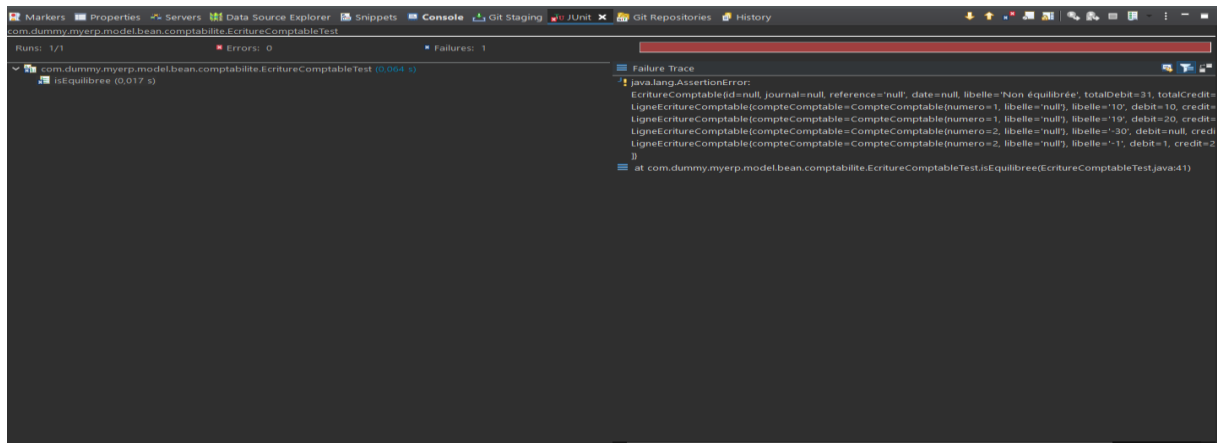 Markers Properties Servers Data Source Explorer Snippets Console Git Staging JUnit Git Repositories History
com.dummy.myerp.model.bean.comptabilite.EcritureComptableTest
Runs: 1/1 Errors: 0 Failures: 1
com.dummy.myerp.model.bean.comptabilite.EcritureComptableTest (0,064 s)
isEquilibree (0,017 s)
Failure Trace
java.lang.AssertionError:
EcritureComptable{id=null, journal=null, reference='null', date=null, libelle='Non équilibrée', totalDebit=31, totalCredit=
LigneEcritureComptable{compteComptable=CompteComptable{numero=1, libelle='null'}, libelle='10', debit=10, credit=
LigneEcritureComptable{compteComptable=CompteComptable{numero=1, libelle='null'}, libelle='19', debit=20, credit=
LigneEcritureComptable{compteComptable=CompteComptable{numero=2, libelle='null'}, libelle='-30', debit=null, credi
LigneEcritureComptable{compteComptable=CompteComptable{numero=2, libelle='null'}, libelle='-1', debit=1, credit=2
]}
at com.dummy.myerp.model.bean.comptabilite.EcritureComptableTest.isEquilibree(EcritureComptableTest.java:41)